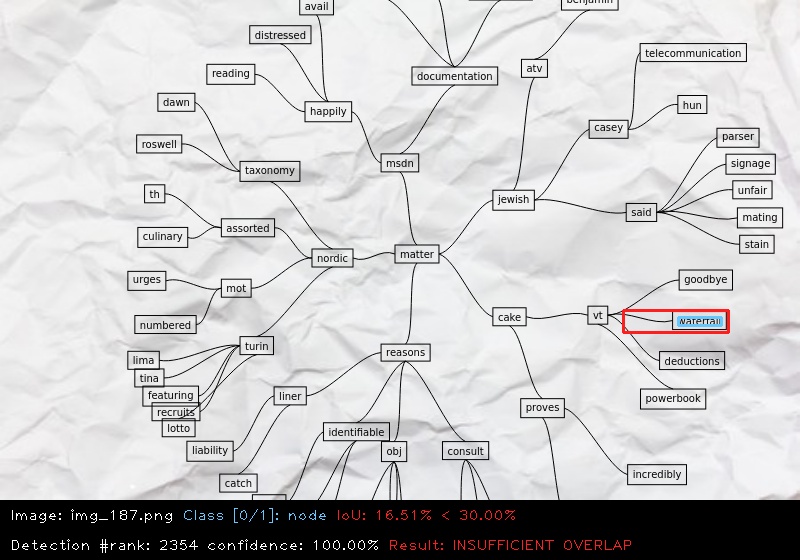 avail
benjamin
distressed
telecommunication
reading
documentation
atv
dawn
happily
hun
casey
parser
roswell
msdn
signage
taxonomy
unfair
th
jewish
said
mating
assorted
culinary
stain
matter
nordic
urges
goodbye
mot
numbered
cake
vt
turin
reasons
lima
deductions
tina
featuring
liner
powerbook
recruits
proves
lotto
identifiable
liability
obj
consult
incredibly
catch
Image: img_187.png Class [0/1]: node IoU: 16.51% < 30.00%
Detection #rank: 2354 confidence: 100.00% Result: INSUFFICIENT OVERLAP